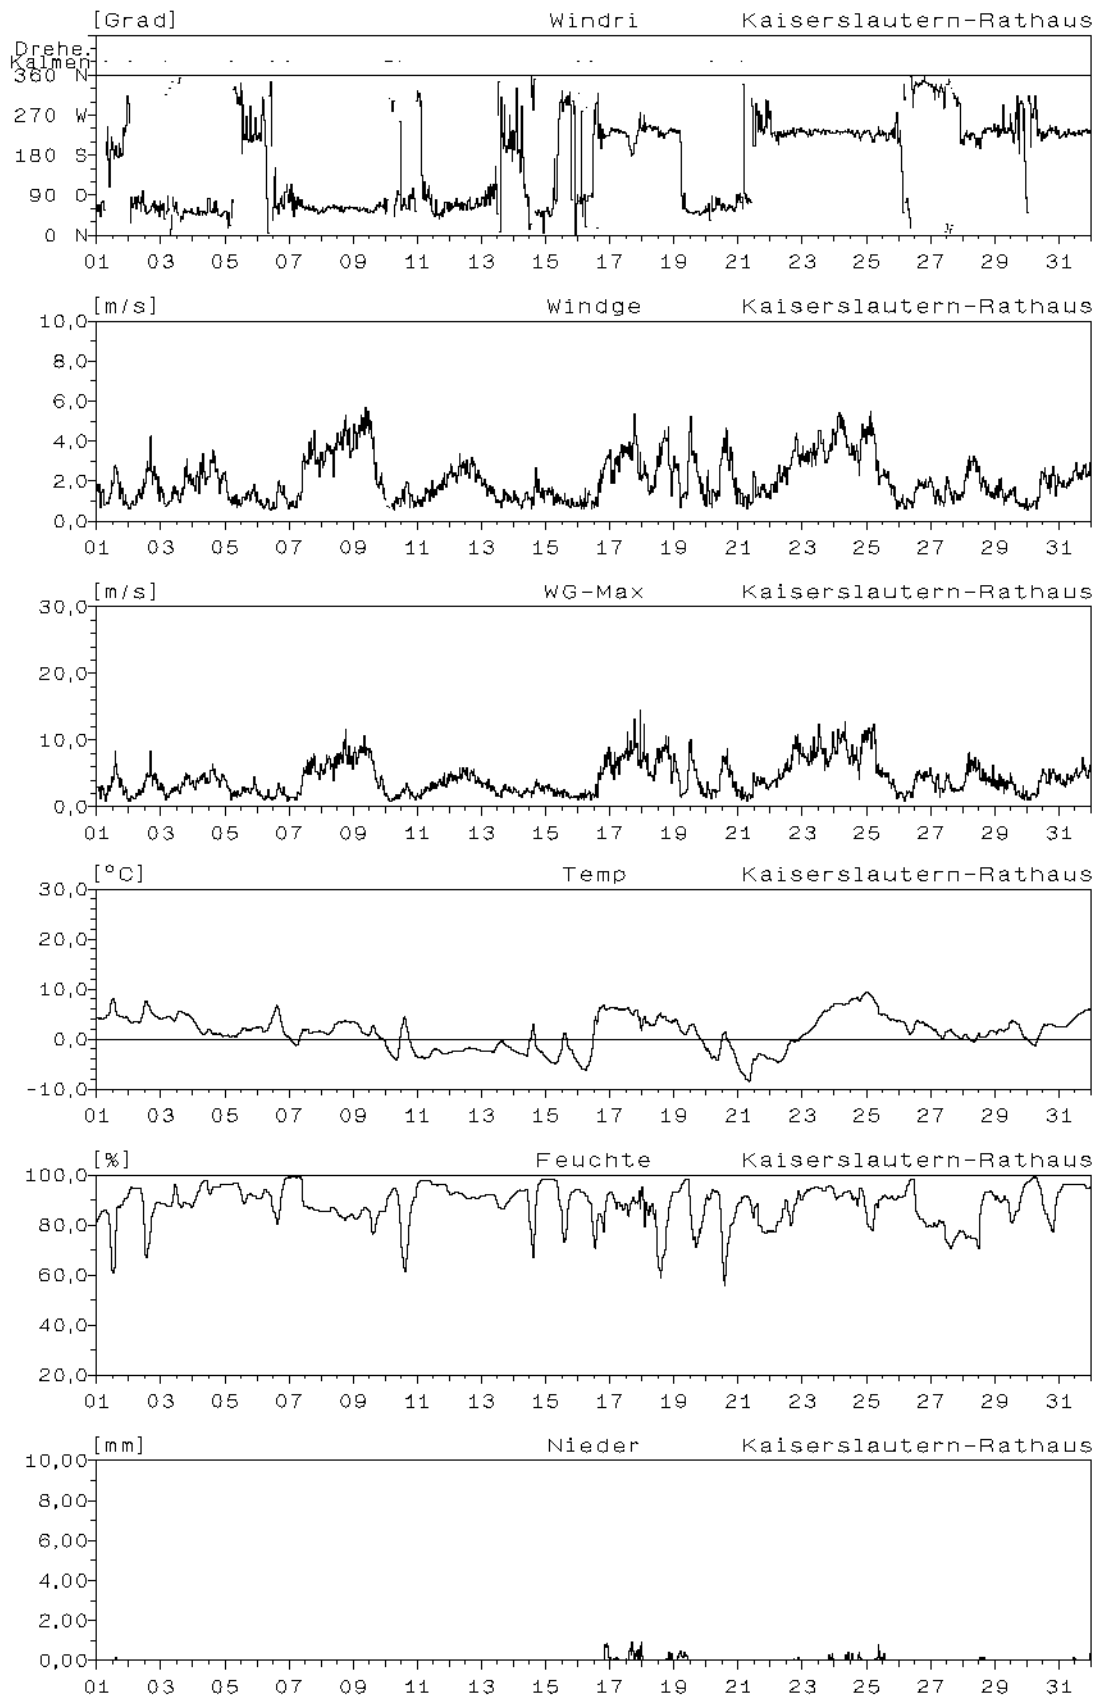 [Grad] Windri Kaiserslautern-Rathaus
Drehe.
Kalmen
360 N
270 W
180 S
90 O
0 N
01 03 05 07 09 11 13 15 17 19 21 23 25 27 29 31
[m/s] Windge Kaiserslautern-Rathaus
10,0
8,0
6,0
4,0
2,0
0,0
01 03 05 07 09 11 13 15 17 19 21 23 25 27 29 31
[m/s] WG-Max Kaiserslautern-Rathaus
30,0
20,0
10,0
0,0
01 03 05 07 09 11 13 15 17 19 21 23 25 27 29 31
[°C] Temp Kaiserslautern-Rathaus
30,0
20,0
10,0
0,0
-10,0
01 03 05 07 09 11 13 15 17 19 21 23 25 27 29 31
[%] Feuchte Kaiserslautern-Rathaus
100,0
80,0
60,0
40,0
20,0
01 03 05 07 09 11 13 15 17 19 21 23 25 27 29 31
[mm] Nieder Kaiserslautern-Rathaus
10,00
8,00
6,00
4,00
2,00
0,00
01 03 05 07 09 11 13 15 17 19 21 23 25 27 29 31